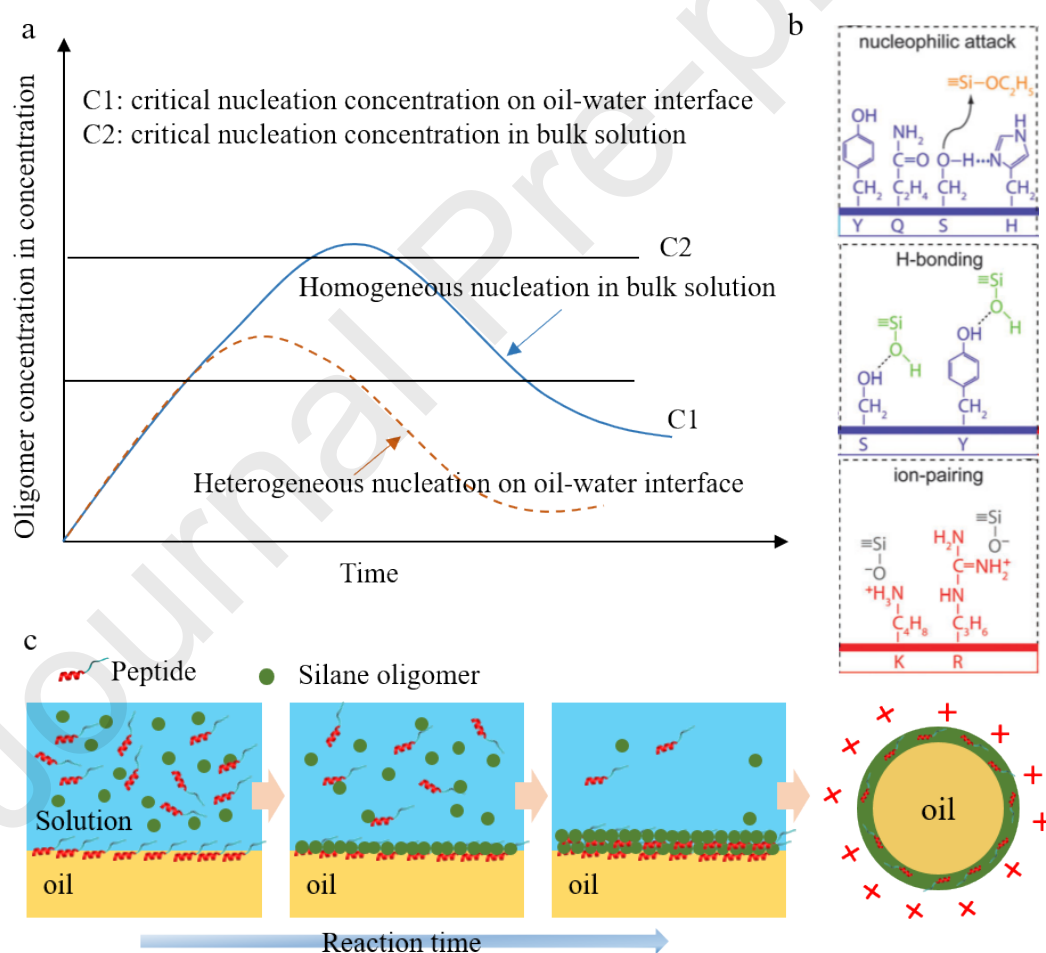 a
b
Journal Pre-p
C1: critical nucleation concentration on oil-water interface
C2: critical nucleation concentration in bulk solution
Oligomer concentration in concentration
C2
Homogeneous nucleation in bulk solution
C1
Heterogeneous nucleation on oil-water interface
Time
nucleophilic attack
≡Si—OC₂H₅
OH
NH₂
C=O
O—H
N
H
N
CH₂
C₂H₄
CH₂
CH₂
Y Q S H
H-bonding
≡Si
O
H
≡Si
O
H
OH
OH
CH₂
CH₂
S Y
ion-pairing
≡Si
⁻O
≡Si
O⁻
H₂N
C=NH₂⁺
HN
⁺H₃N
C₄H₈
C₃H₆
K R
c
Peptide
Silane oligomer
Solution
oil
oil
oil
oil
+ + + + + + + + + + + +
Reaction time